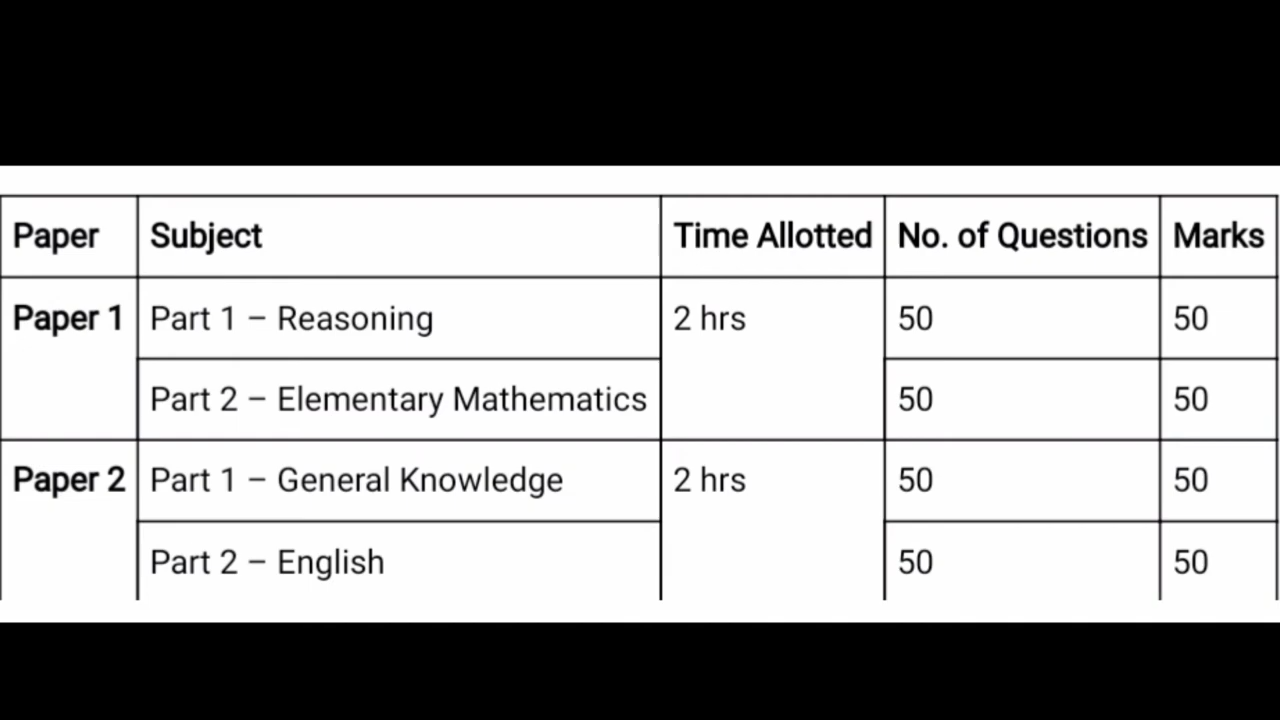 Paper Subject Time Allotted No. of Questions Marks
Paper 1 Part 1 – Reasoning 2 hrs 50 50
Part 2 – Elementary Mathematics 50 50
Paper 2 Part 1 – General Knowledge 2 hrs 50 50
Part 2 – English 50 50